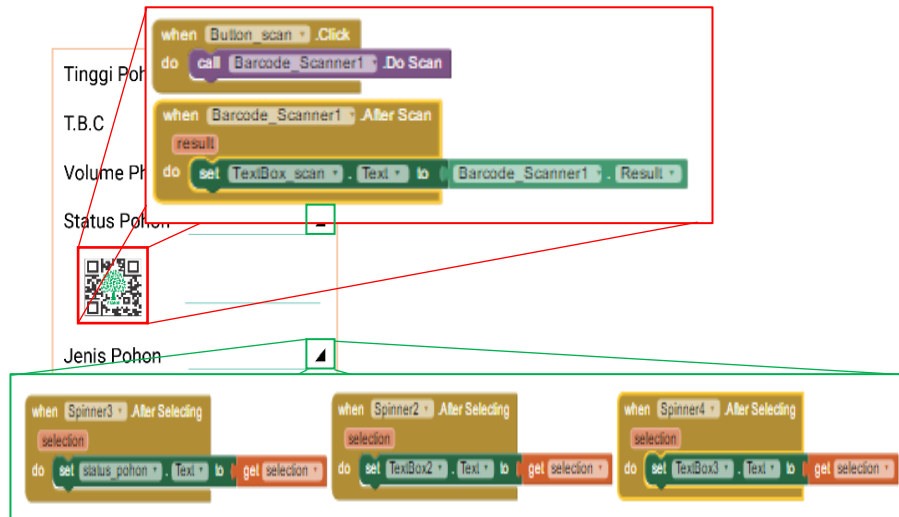 when Button_scan .Click
do call Barcode_Scanner1 .Do Scan
when Barcode_Scanner1 .After Scan
result
do set TextBox_scan . Text to Barcode_Scanner1 . Result
Tinggi Poh
T.B.C
Volume Ph
Status Pohon
Jenis Pohon
when Spinner3 .After Selecting
selection
do set status_pohon . Text to get selection
when Spinner2 .After Selecting
selection
do set TextBox2 . Text to get selection
when Spinner4 .After Selecting
selection
do set TextBox3 . Text to get selection